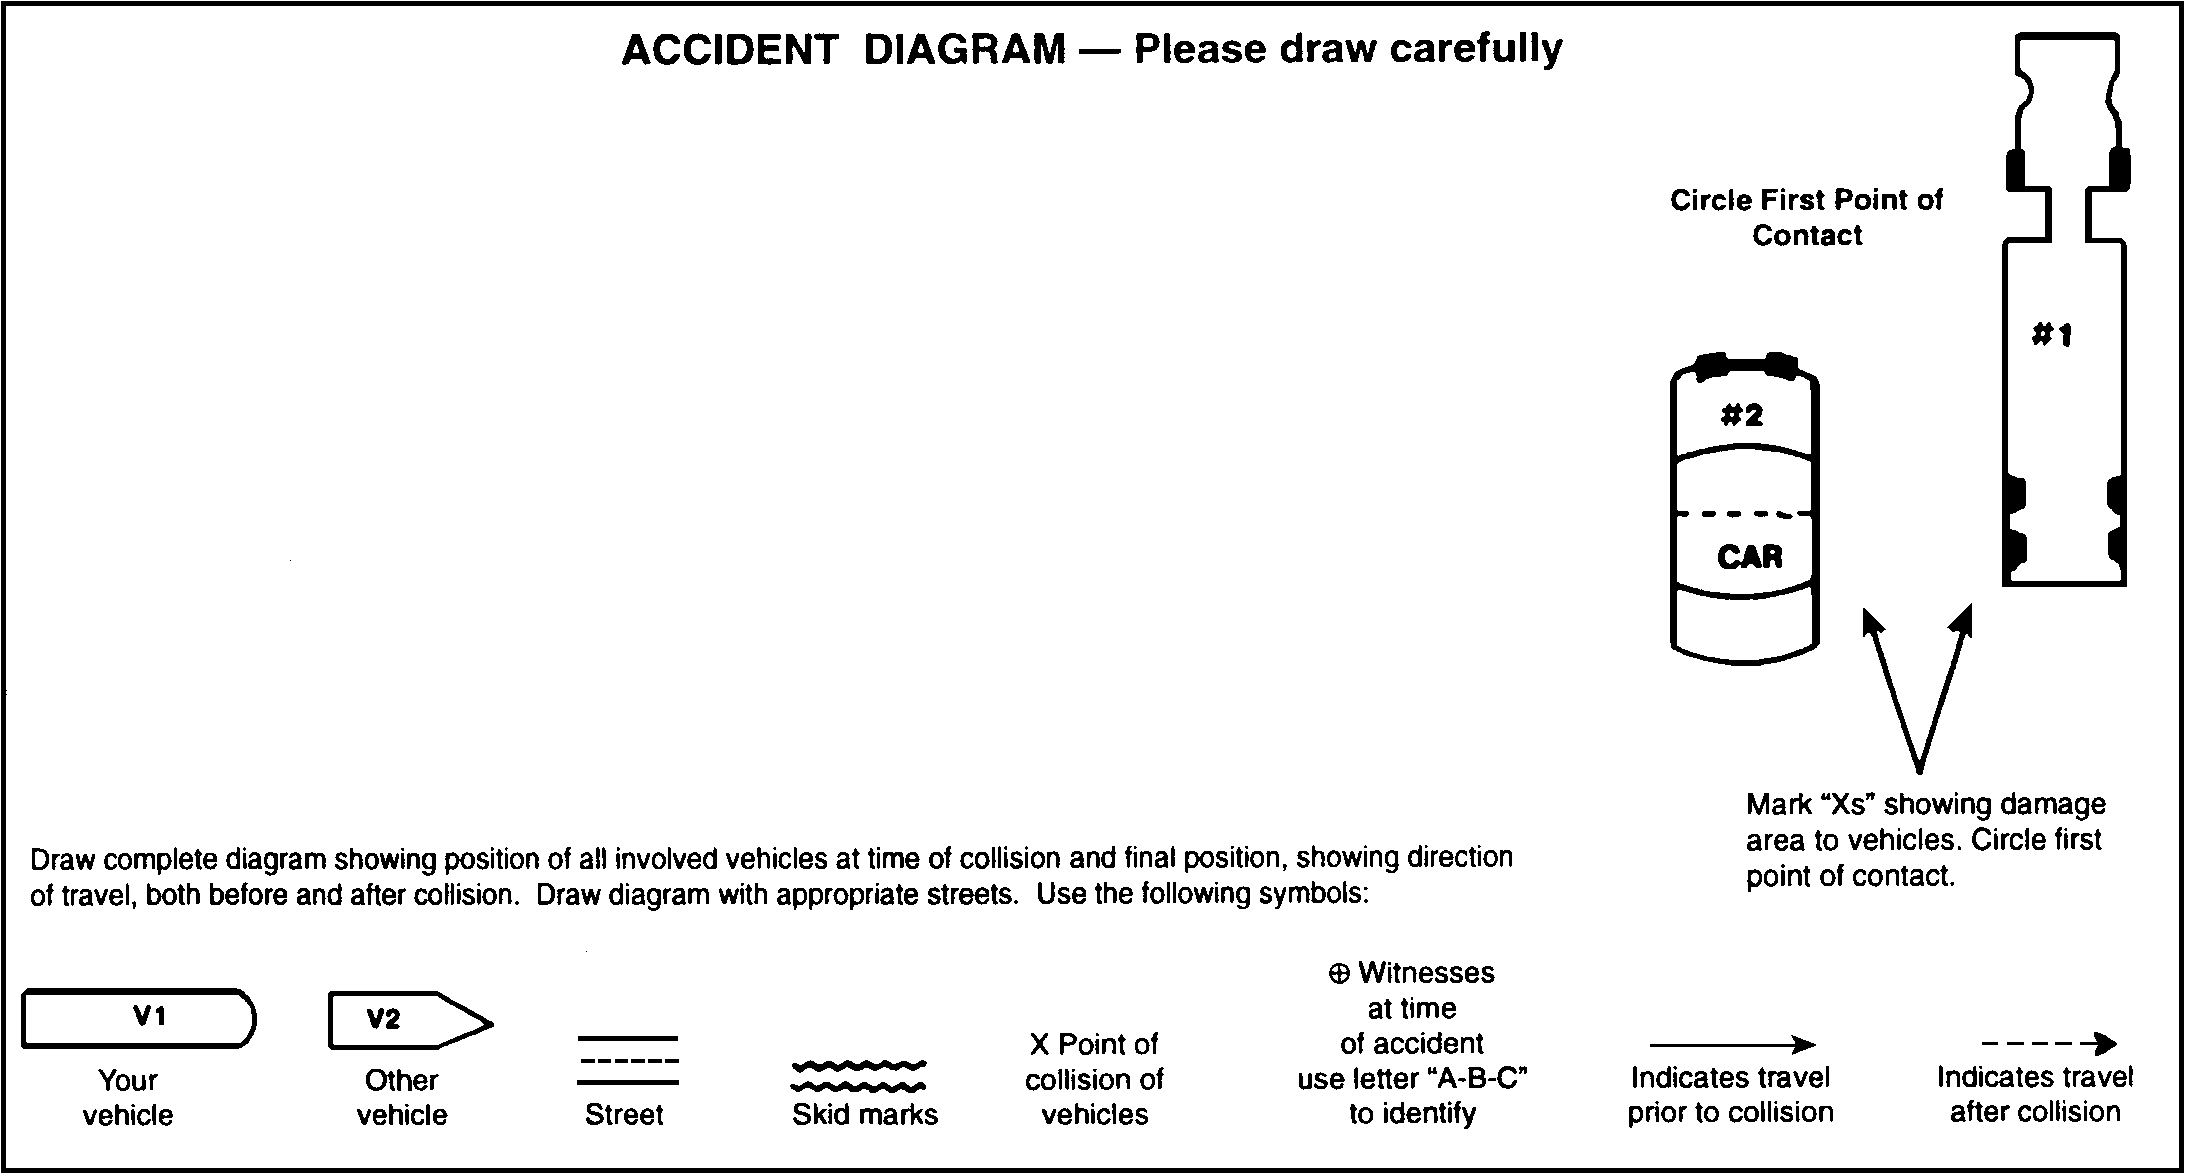 ACCIDENT DIAGRAM — Please draw carefully
Circle First Point of
Contact
#1
#2
CAR
Mark “Xs” showing damage
area to vehicles. Circle first
point of contact.
Draw complete diagram showing position of all involved vehicles at time of collision and final position, showing direction
of travel, both before and after collision. Draw diagram with appropriate streets. Use the following symbols:
V1
Your
vehicle
V2
Other
vehicle
Street
Skid marks
X Point of
collision of
vehicles
⊕ Witnesses
at time
of accident
use letter “A-B-C”
to identify
Indicates travel
prior to collision
Indicates travel
after collision